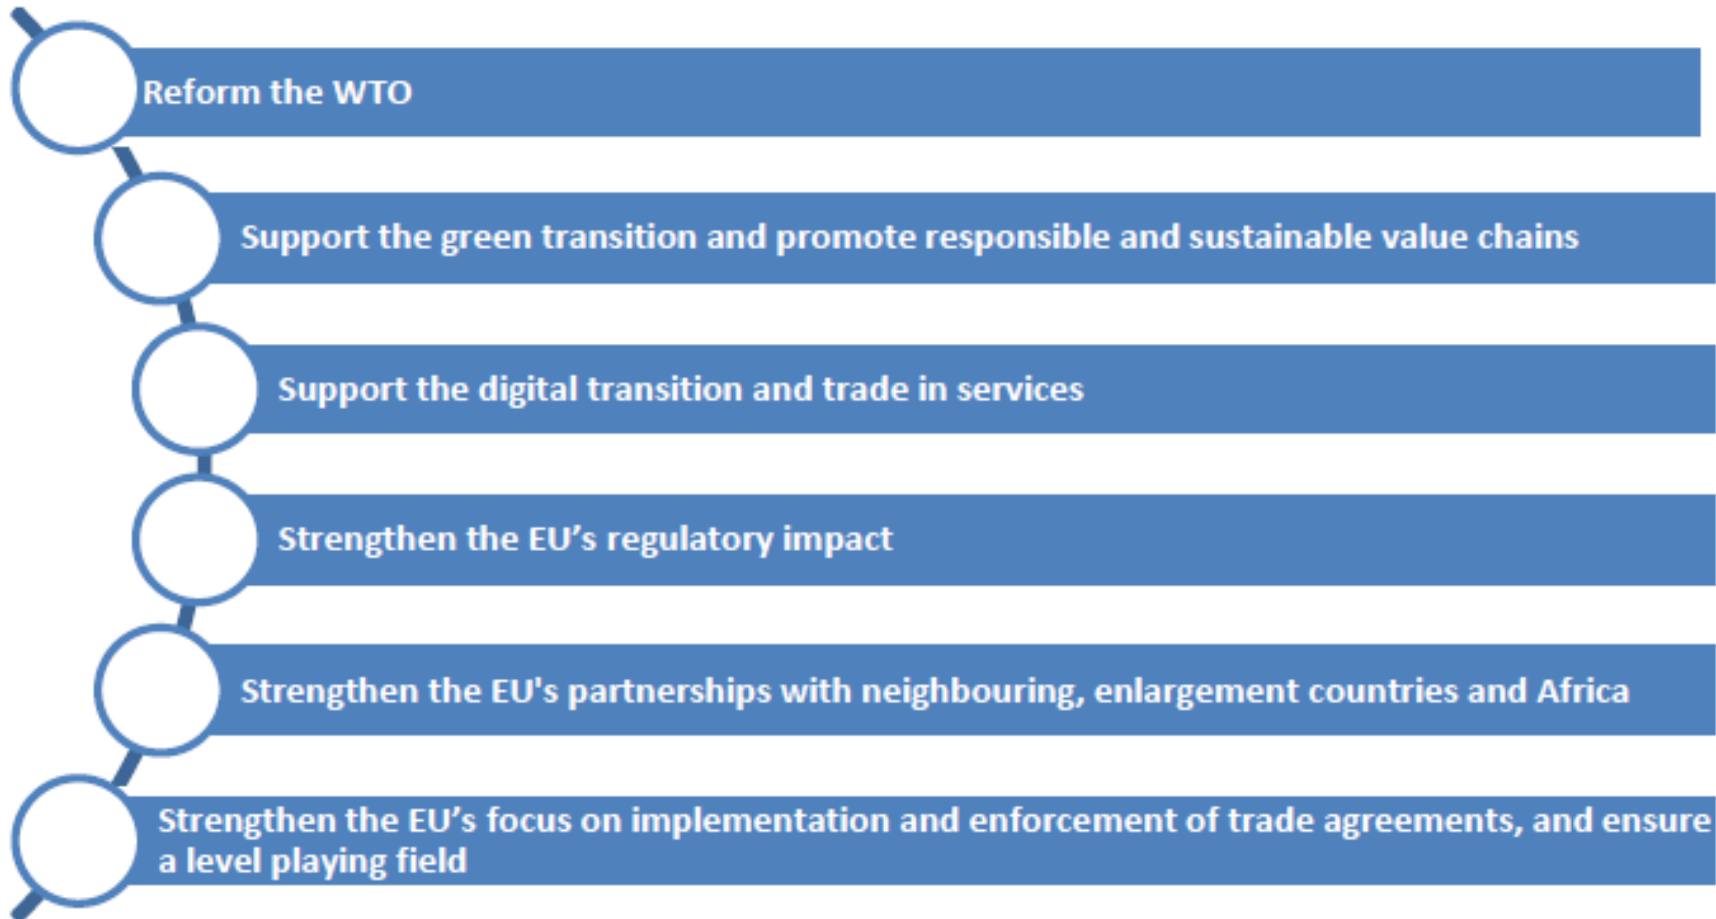 Reform the WTO
Support the green transition and promote responsible and sustainable value chains
Support the digital transition and trade in services
Strengthen the EU’s regulatory impact
Strengthen the EU's partnerships with neighbouring, enlargement countries and Africa
Strengthen the EU’s focus on implementation and enforcement of trade agreements, and ensure
a level playing field